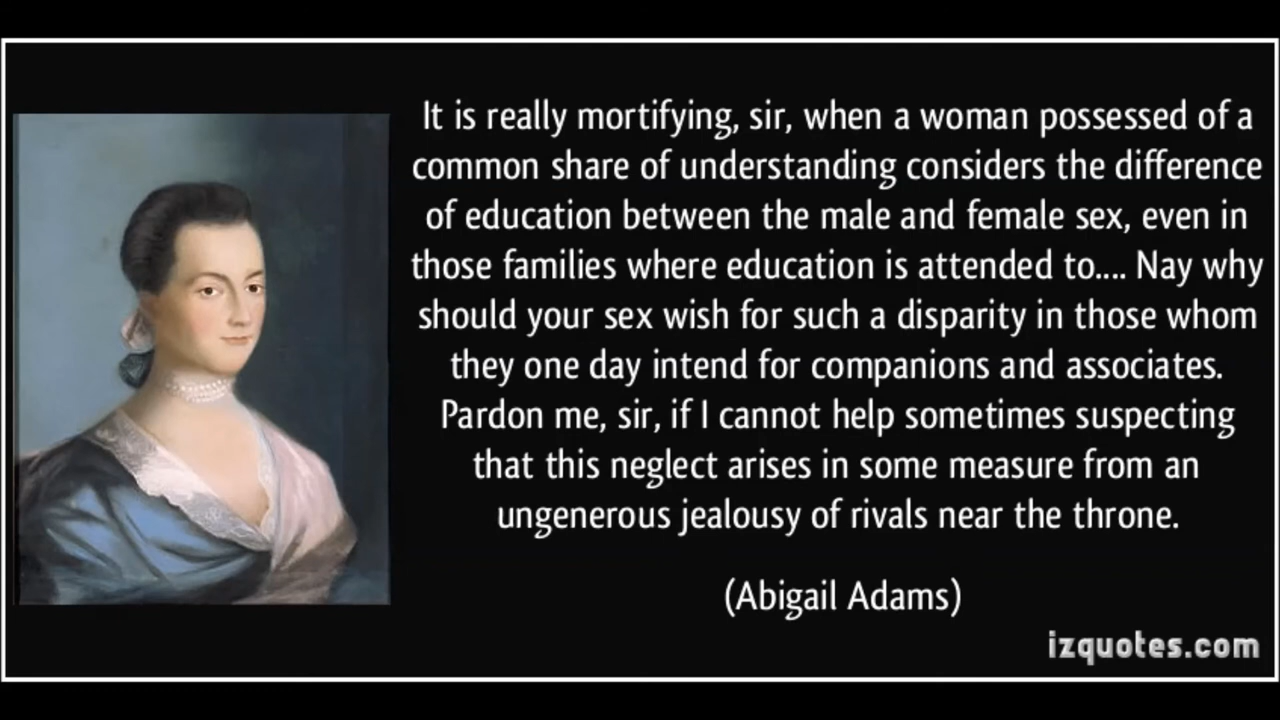 It is really mortifying, sir, when a woman possessed of a
common share of understanding considers the difference
of education between the male and female sex, even in
those families where education is attended to.... Nay why
should your sex wish for such a disparity in those whom
they one day intend for companions and associates.
Pardon me, sir, if I cannot help sometimes suspecting
that this neglect arises in some measure from an
ungenerous jealousy of rivals near the throne.
(Abigail Adams)
izquotes.com